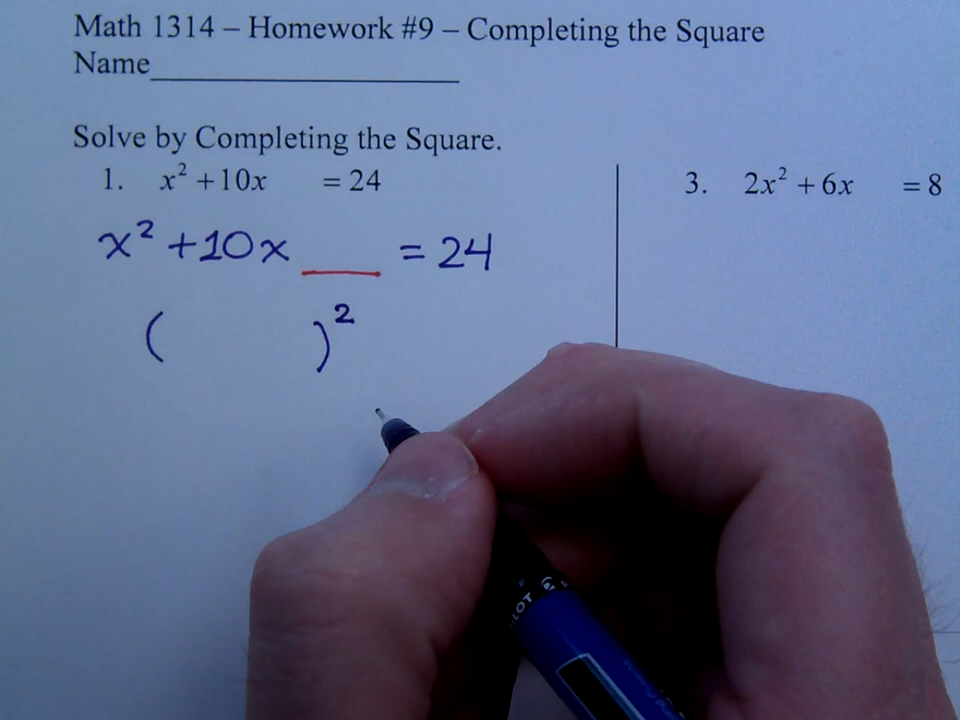 Math 1314 – Homework #9 – Completing the Square
Name
Solve by Completing the Square.
1. x² +10x = 24
x² +10x ___ = 24
( )²
3. 2x² + 6x = 8